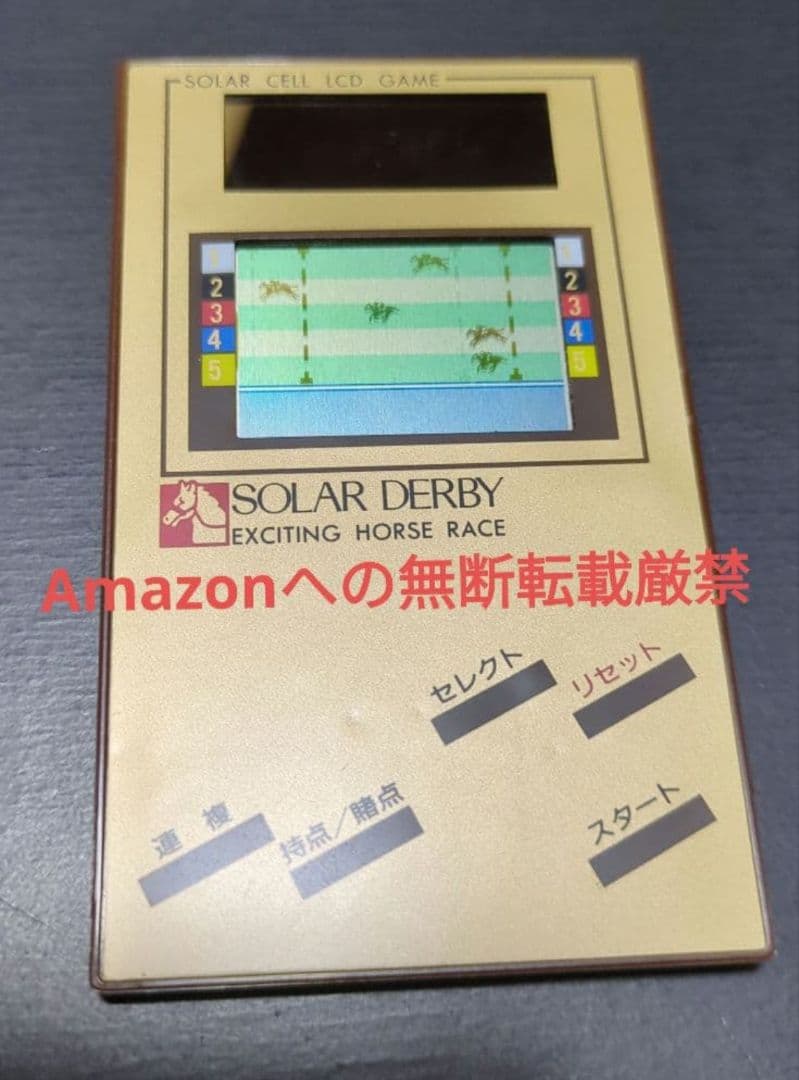 SOLAR CELL LCD GAME
1 1
2 2
3 3
4 4
5 5
SOLAR DERBY
EXCITING HORSE RACE
Amazonへの無断転載厳禁
セレクト
リセット
連 複
持点/賭点
スタート